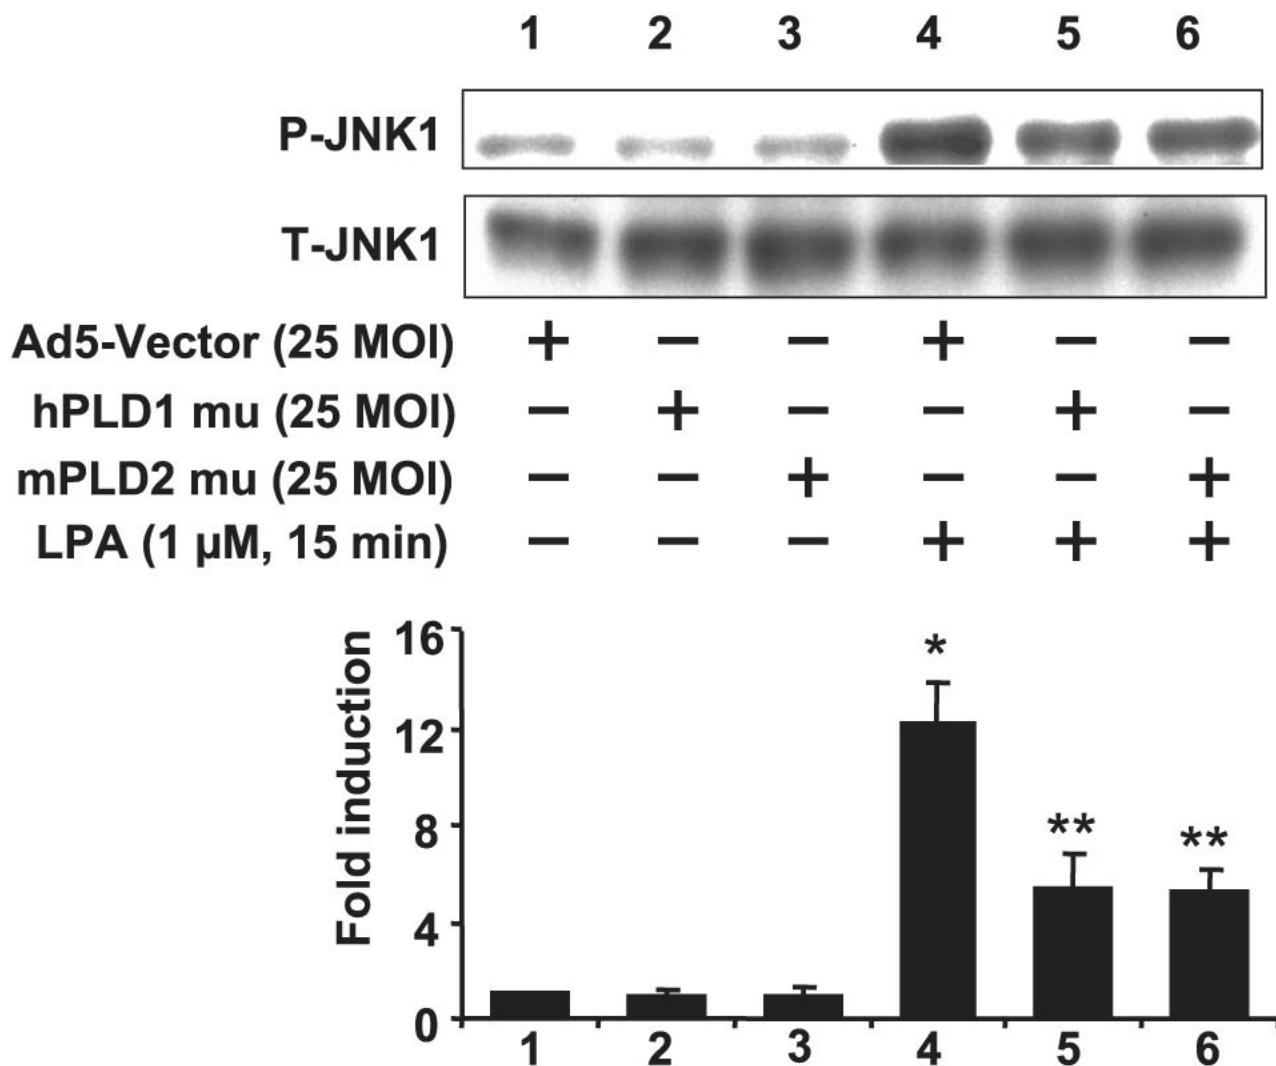 1 2 3 4 5 6
P-JNK1
T-JNK1
Ad5-Vector (25 MOI) + − − + − −
hPLD1 mu (25 MOI) − + − − + −
mPLD2 mu (25 MOI) − − + − − +
LPA (1 µM, 15 min) − − − + + +
Fold induction
16
12
8
4
0
*
**
**
1 2 3 4 5 6